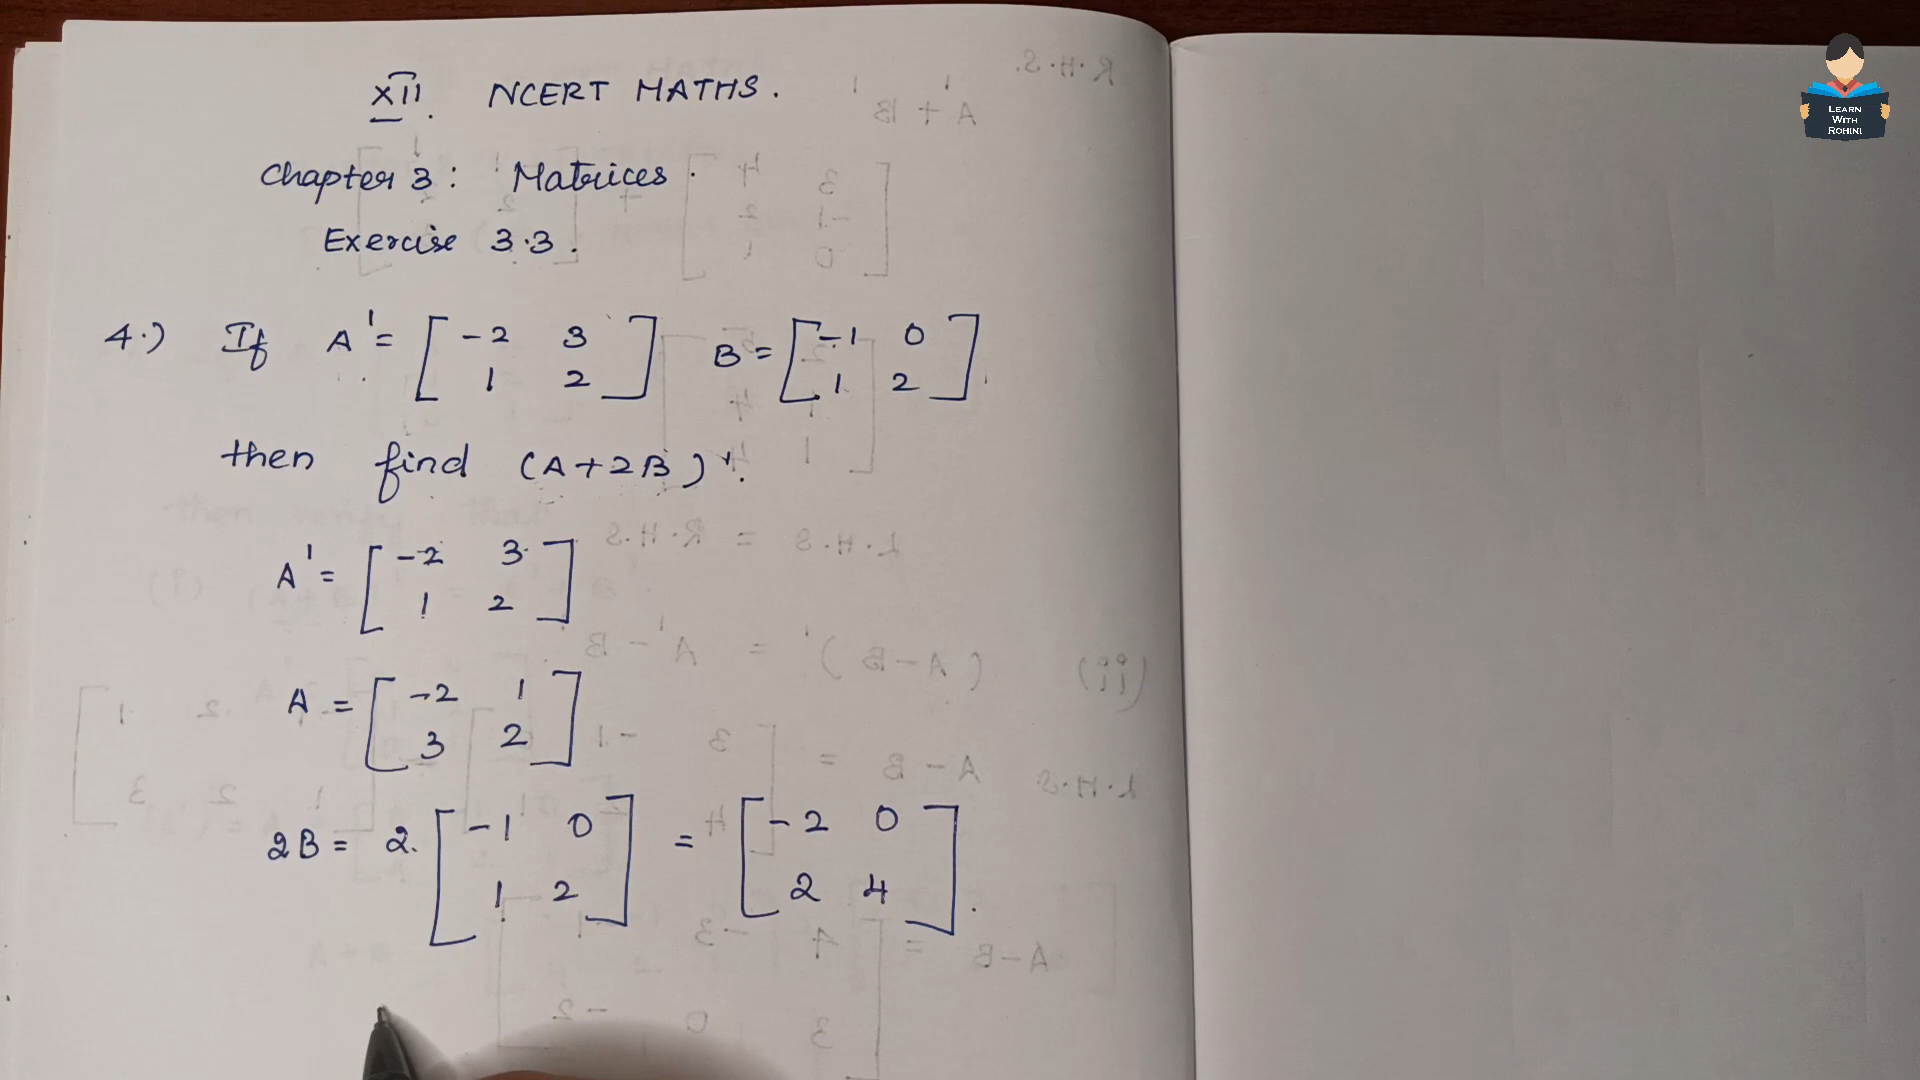 XII. NCERT MATHS.
Chapter 3: Matrices.
Exercise 3.3.
4.) If A' = [ -2 3 B = [ -1 0
1 2 ] 1 2 ].
then find (A+2B)'.
A' = [ -2 3
1 2 ]
A = [ -2 1
3 2 ]
2B = 2. [ -1 0 = [ -2 0
1 2 ] 2 4 ].
LEARN
WITH
ROHINI
R.H.S.
A' + B'
L.H.S = R.H.S
(ii) (A-B)' = A'-B'
L.H.S A-B =
A-B =